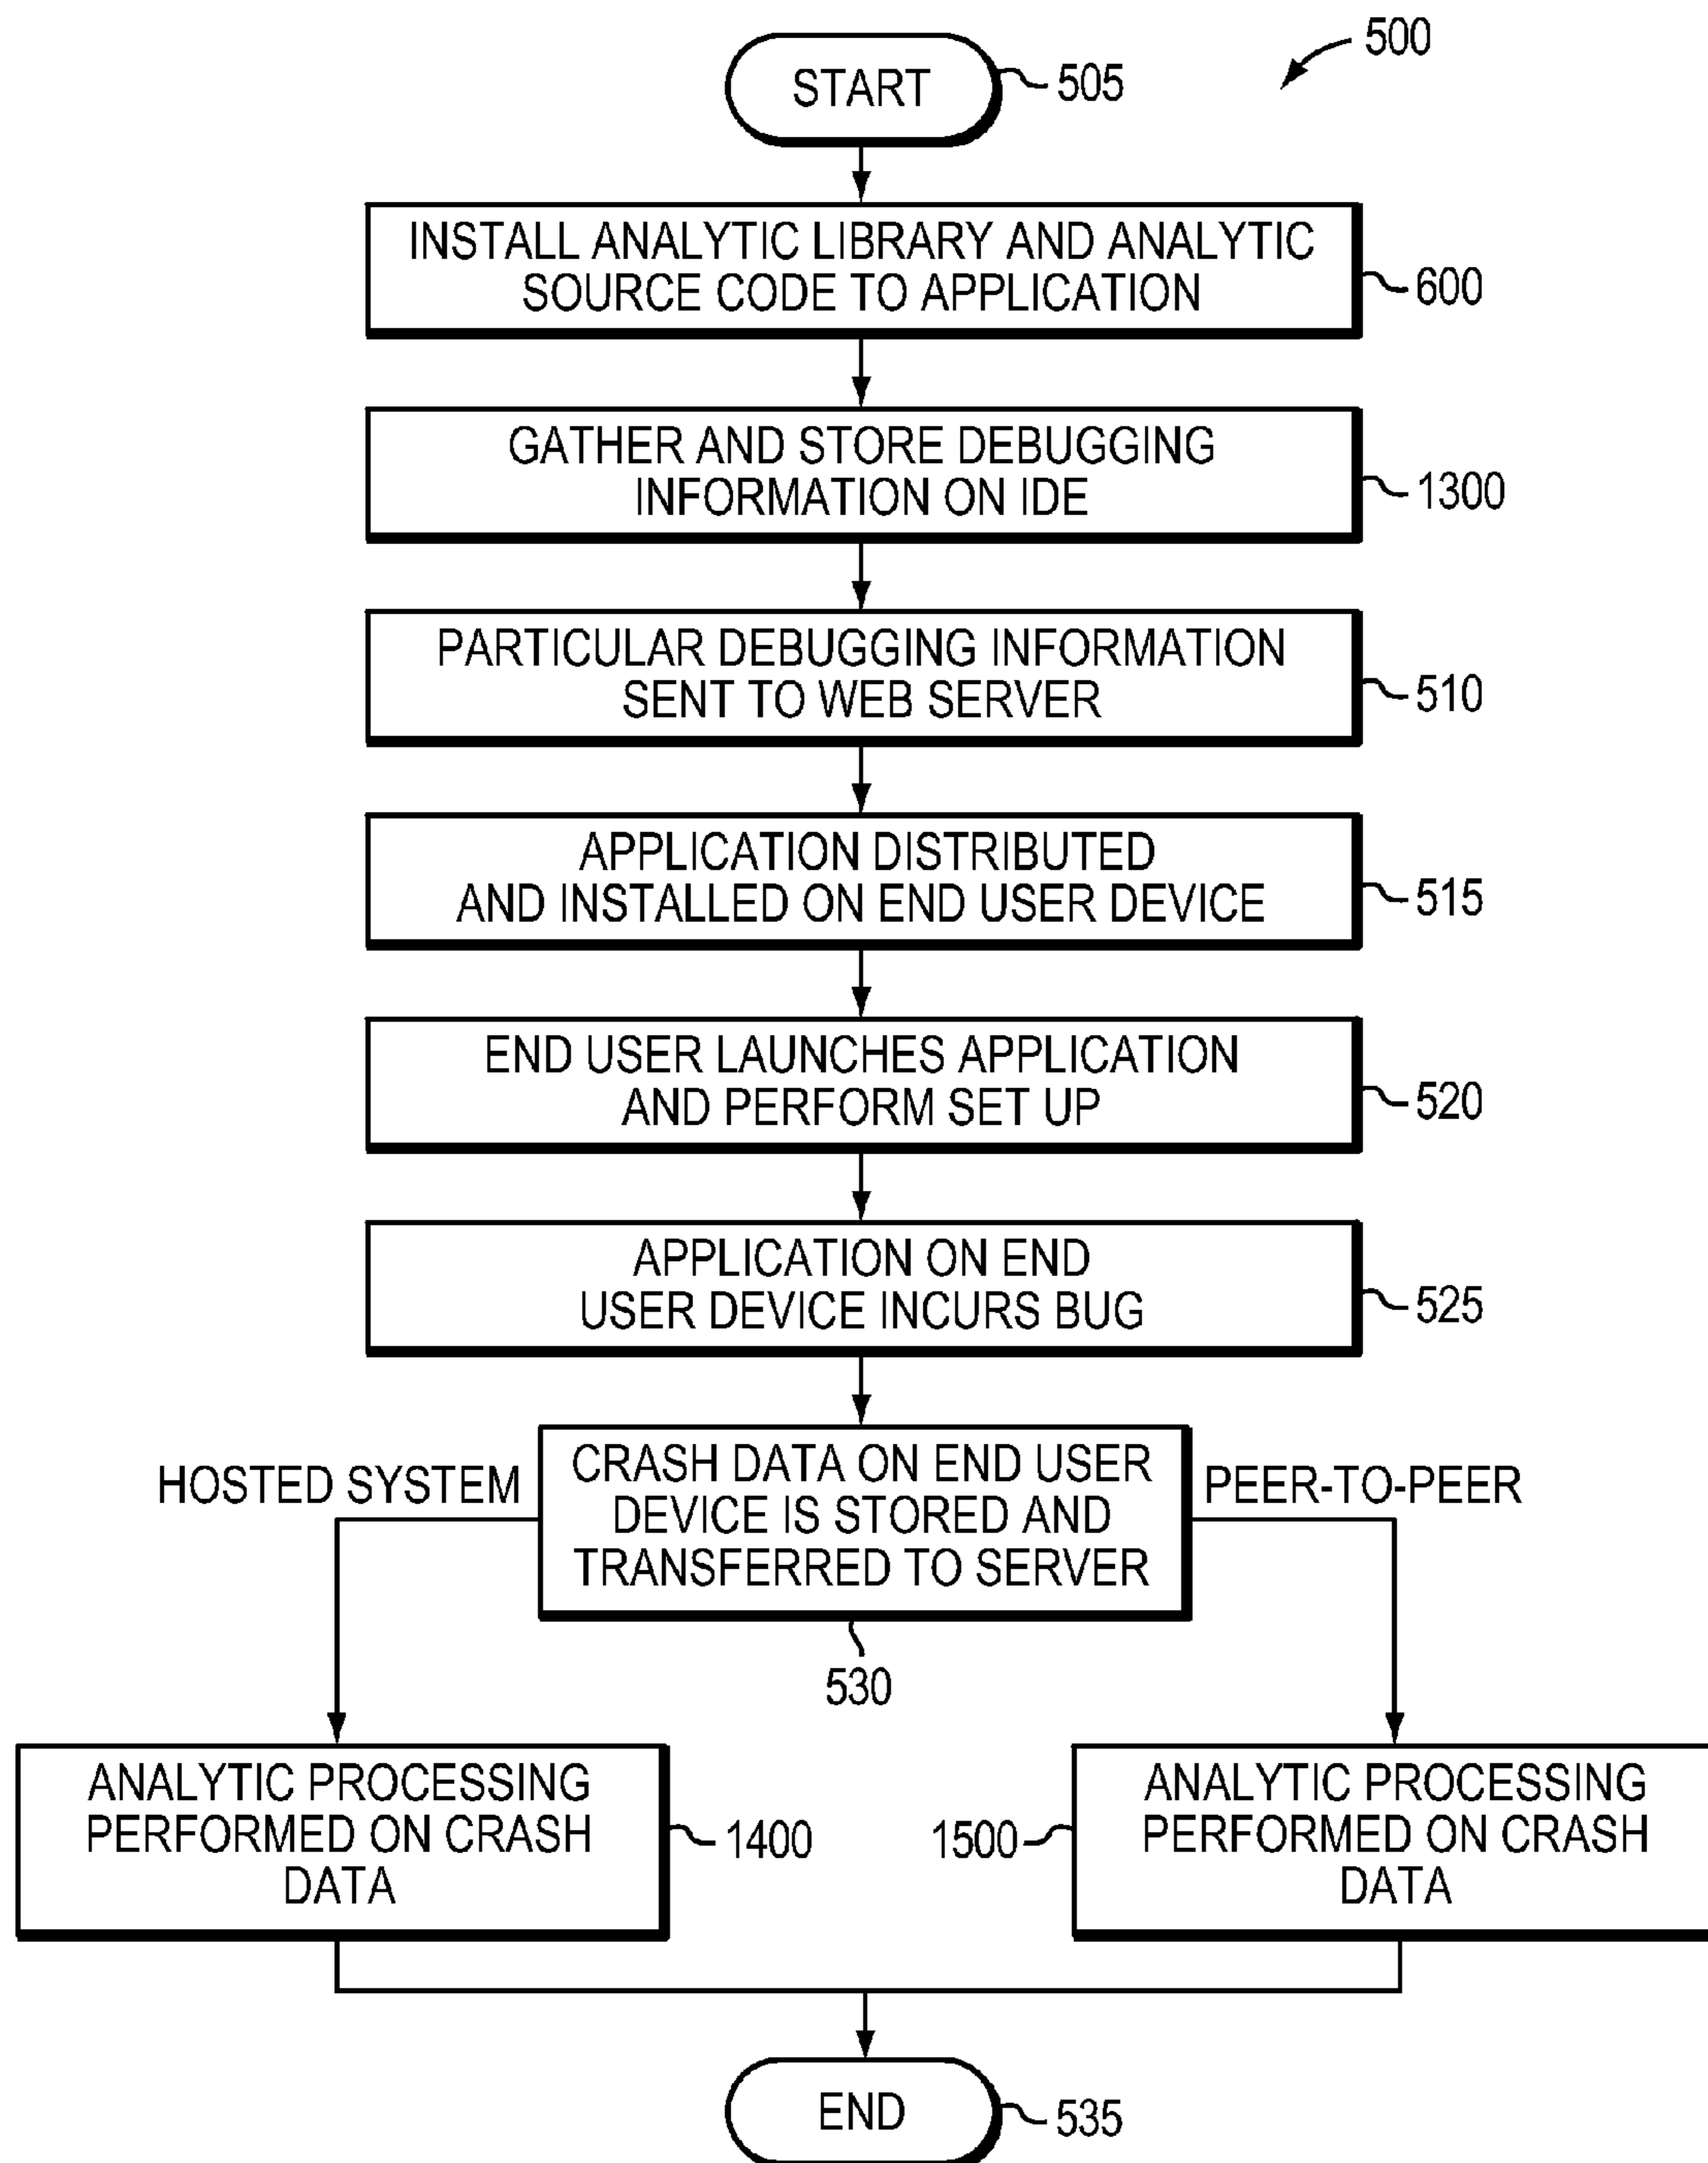 500
START
505
INSTALL ANALYTIC LIBRARY AND ANALYTIC
SOURCE CODE TO APPLICATION
600
GATHER AND STORE DEBUGGING
INFORMATION ON IDE
1300
PARTICULAR DEBUGGING INFORMATION
SENT TO WEB SERVER
510
APPLICATION DISTRIBUTED
AND INSTALLED ON END USER DEVICE
515
END USER LAUNCHES APPLICATION
AND PERFORM SET UP
520
APPLICATION ON END
USER DEVICE INCURS BUG
525
HOSTED SYSTEM
CRASH DATA ON END USER
DEVICE IS STORED AND
TRANSFERRED TO SERVER
PEER-TO-PEER
530
ANALYTIC PROCESSING
PERFORMED ON CRASH
DATA
1400
1500
ANALYTIC PROCESSING
PERFORMED ON CRASH
DATA
END
535